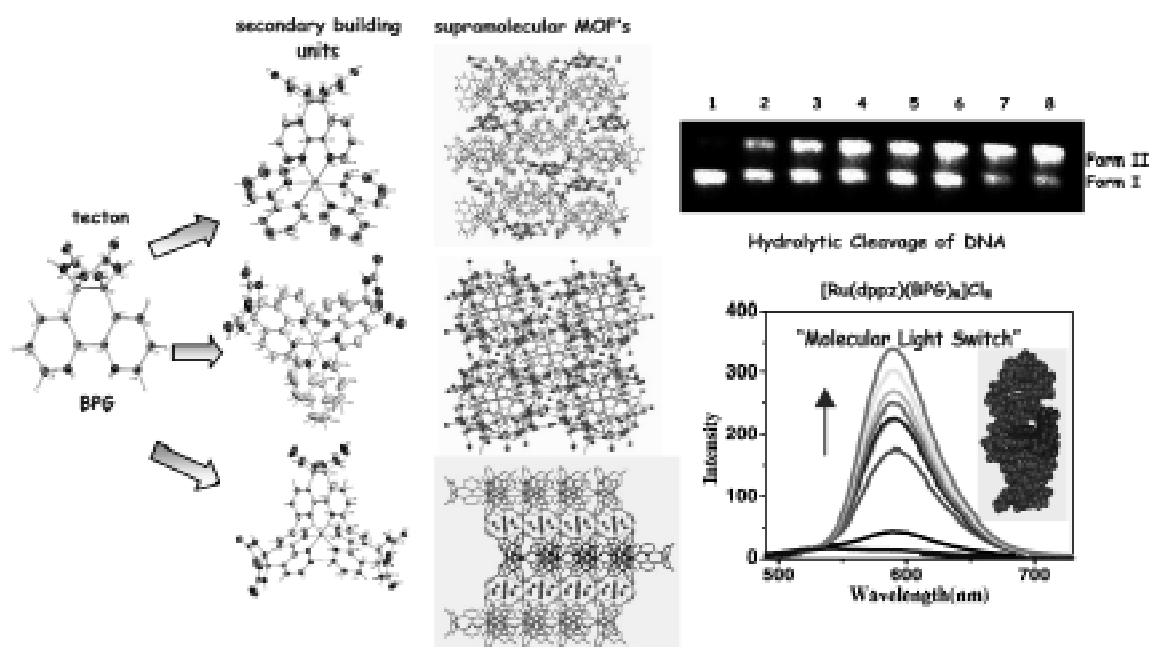 secondary building
units
supramolecular MOF's
tecton
BPG
1 2 3 4 5 6 7 8
Form II
Form I
Hydrolytic Cleavage of DNA
[Ru(dppz)(BPG)₂]Cl₂
"Molecular Light Switch"
400
300
200
100
0
Intensity
500 600 700
Wavelength(nm)